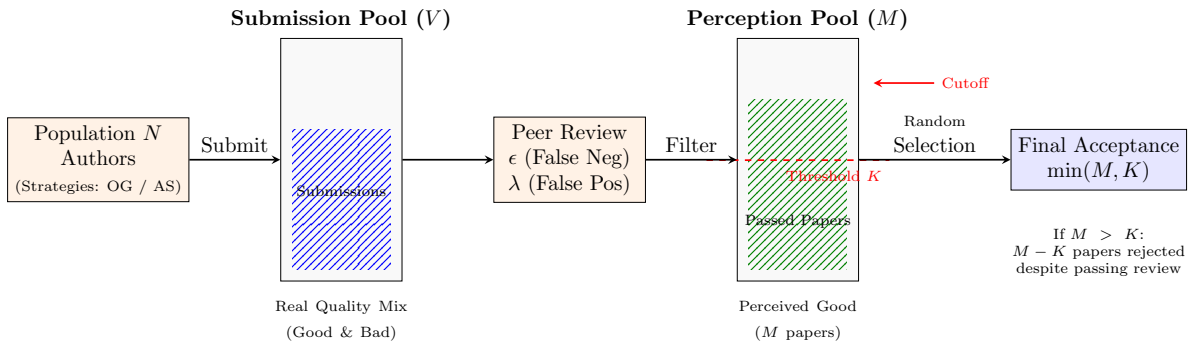 Submission Pool (V)
Perception Pool (M)
Cutoff
Population N
Authors
(Strategies: OG / AS)
Submit
Submissions
Peer Review
ϵ (False Neg)
λ (False Pos)
Filter
Threshold K
Passed Papers
Random
Selection
Final Acceptance
min(M, K)
If M > K:
M − K papers rejected
despite passing review
Real Quality Mix
(Good & Bad)
Perceived Good
(M papers)